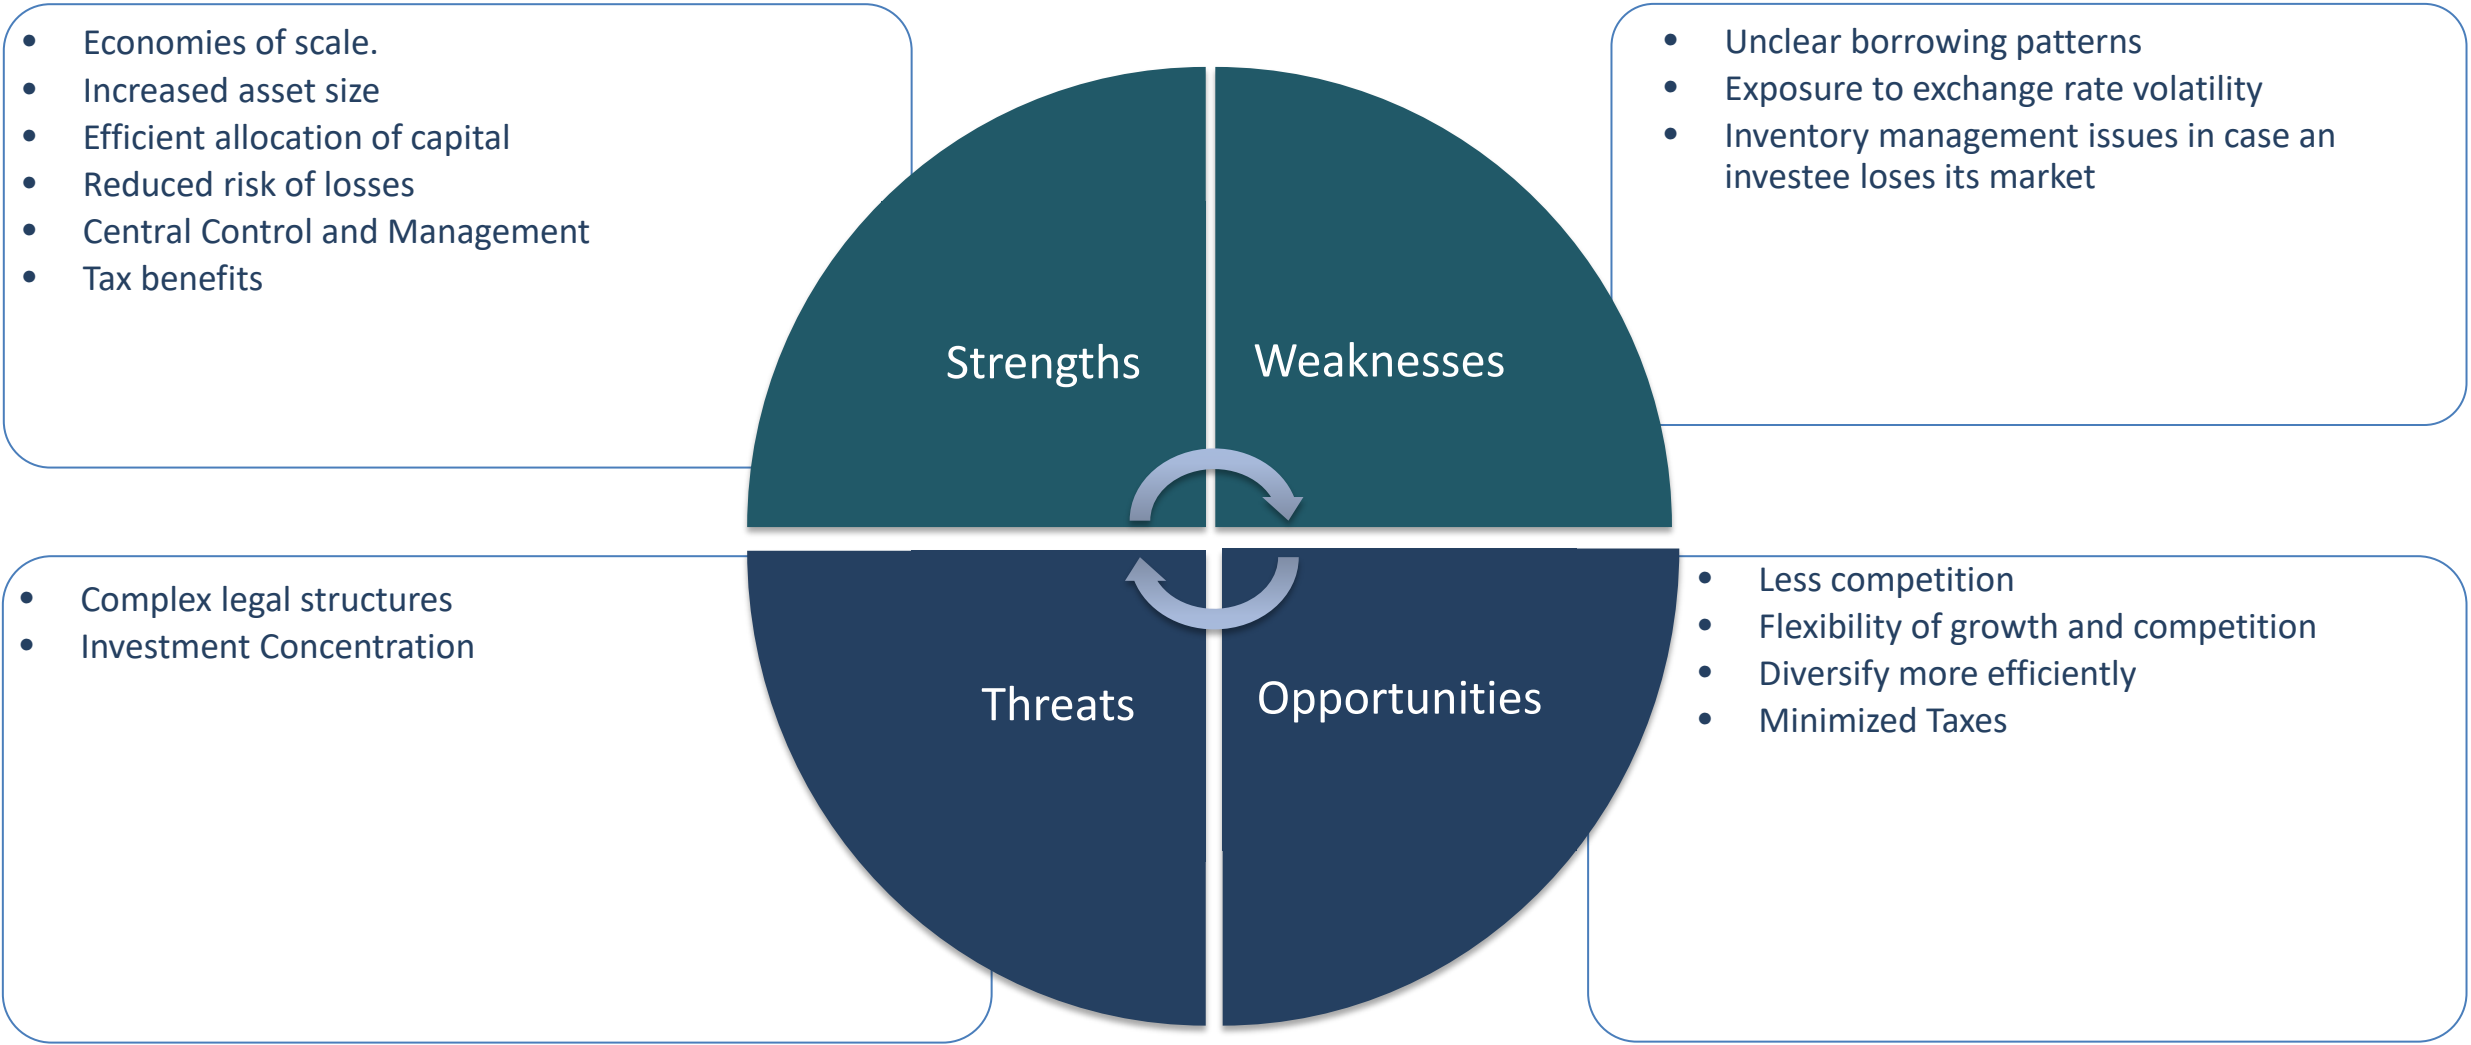 • Economies of scale.
• Increased asset size
• Efficient allocation of capital
• Reduced risk of losses
• Central Control and Management
• Tax benefits
Strengths
• Unclear borrowing patterns
• Exposure to exchange rate volatility
• Inventory management issues in case an
investee loses its market
Weaknesses
• Complex legal structures
• Investment Concentration
Threats
• Less competition
• Flexibility of growth and competition
• Diversify more efficiently
• Minimized Taxes
Opportunities